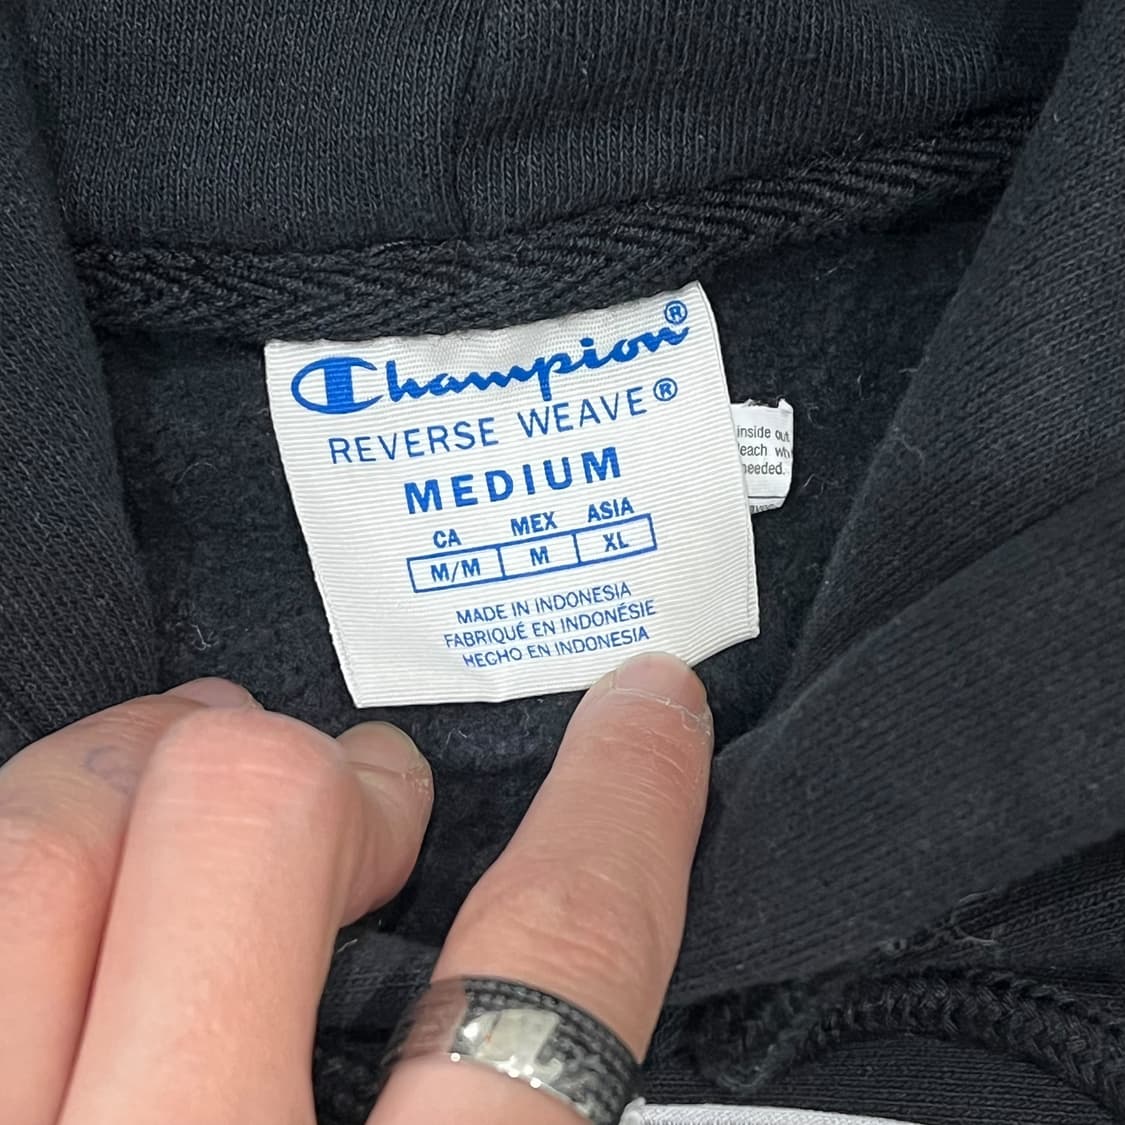 Champion®
REVERSE WEAVE®
MEDIUM
CA MEX ASIA
M/M M XL
MADE IN INDONESIA
FABRIQUÉ EN INDONÉSIE
HECHO EN INDONESIA
inside out
needed.